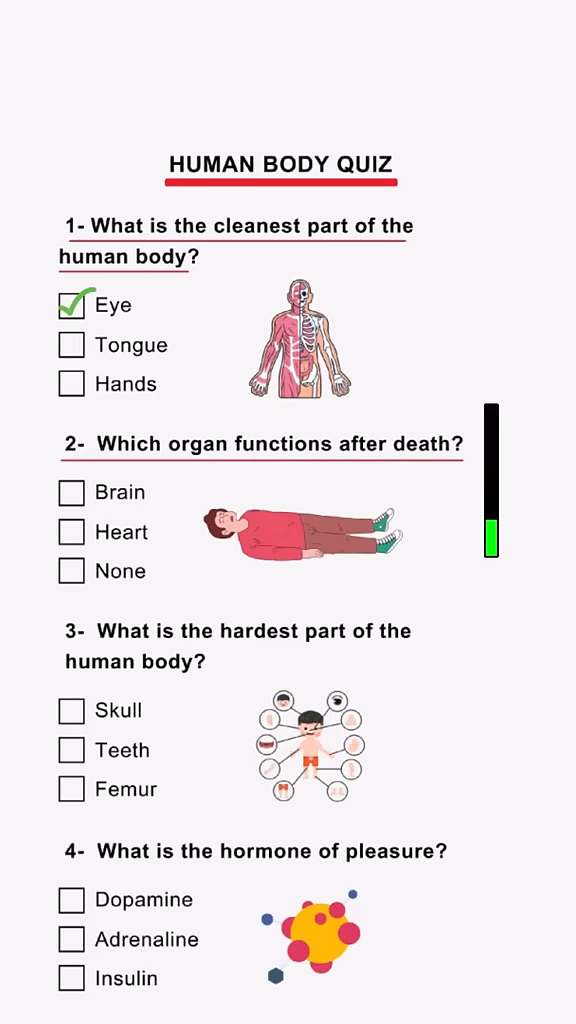 HUMAN BODY QUIZ
1- What is the cleanest part of the
human body?
Eye
Tongue
Hands
2- Which organ functions after death?
Brain
Heart
None
3- What is the hardest part of the
human body?
Skull
Teeth
Femur
4- What is the hormone of pleasure?
Dopamine
Adrenaline
Insulin